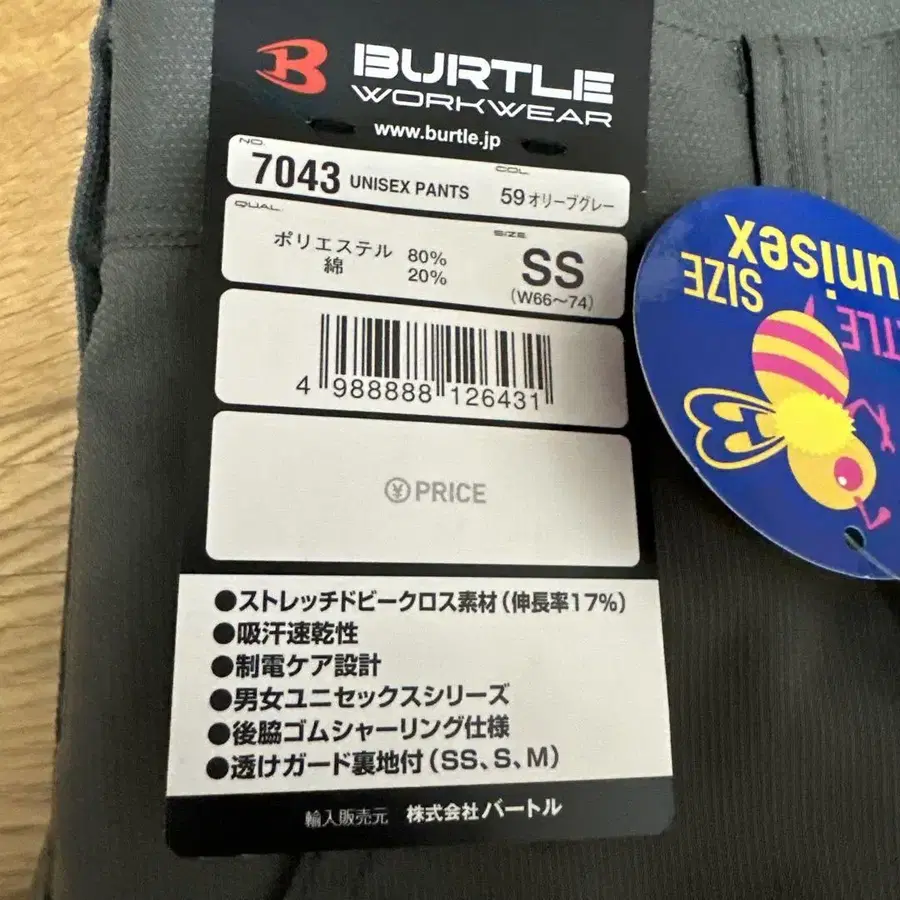 BURTLE
WORKWEAR
www.burtle.jp
NO.
7043 UNISEX PANTS
COL
59 オリーブグレー
QUAL.
ポリエステル 80%
綿 20%
SIZE
SS
(W66〜74)
4 988888 126431
¥ PRICE
●ストレッチドビークロス素材(伸長率17%)
●吸汗速乾性
●制電ケア設計
●男女ユニセックスシリーズ
●後脇ゴムシャーリング仕様
●透けガード裏地付(SS、S、M)
輸入販売元 株式会社バートル
unisex
SIZE